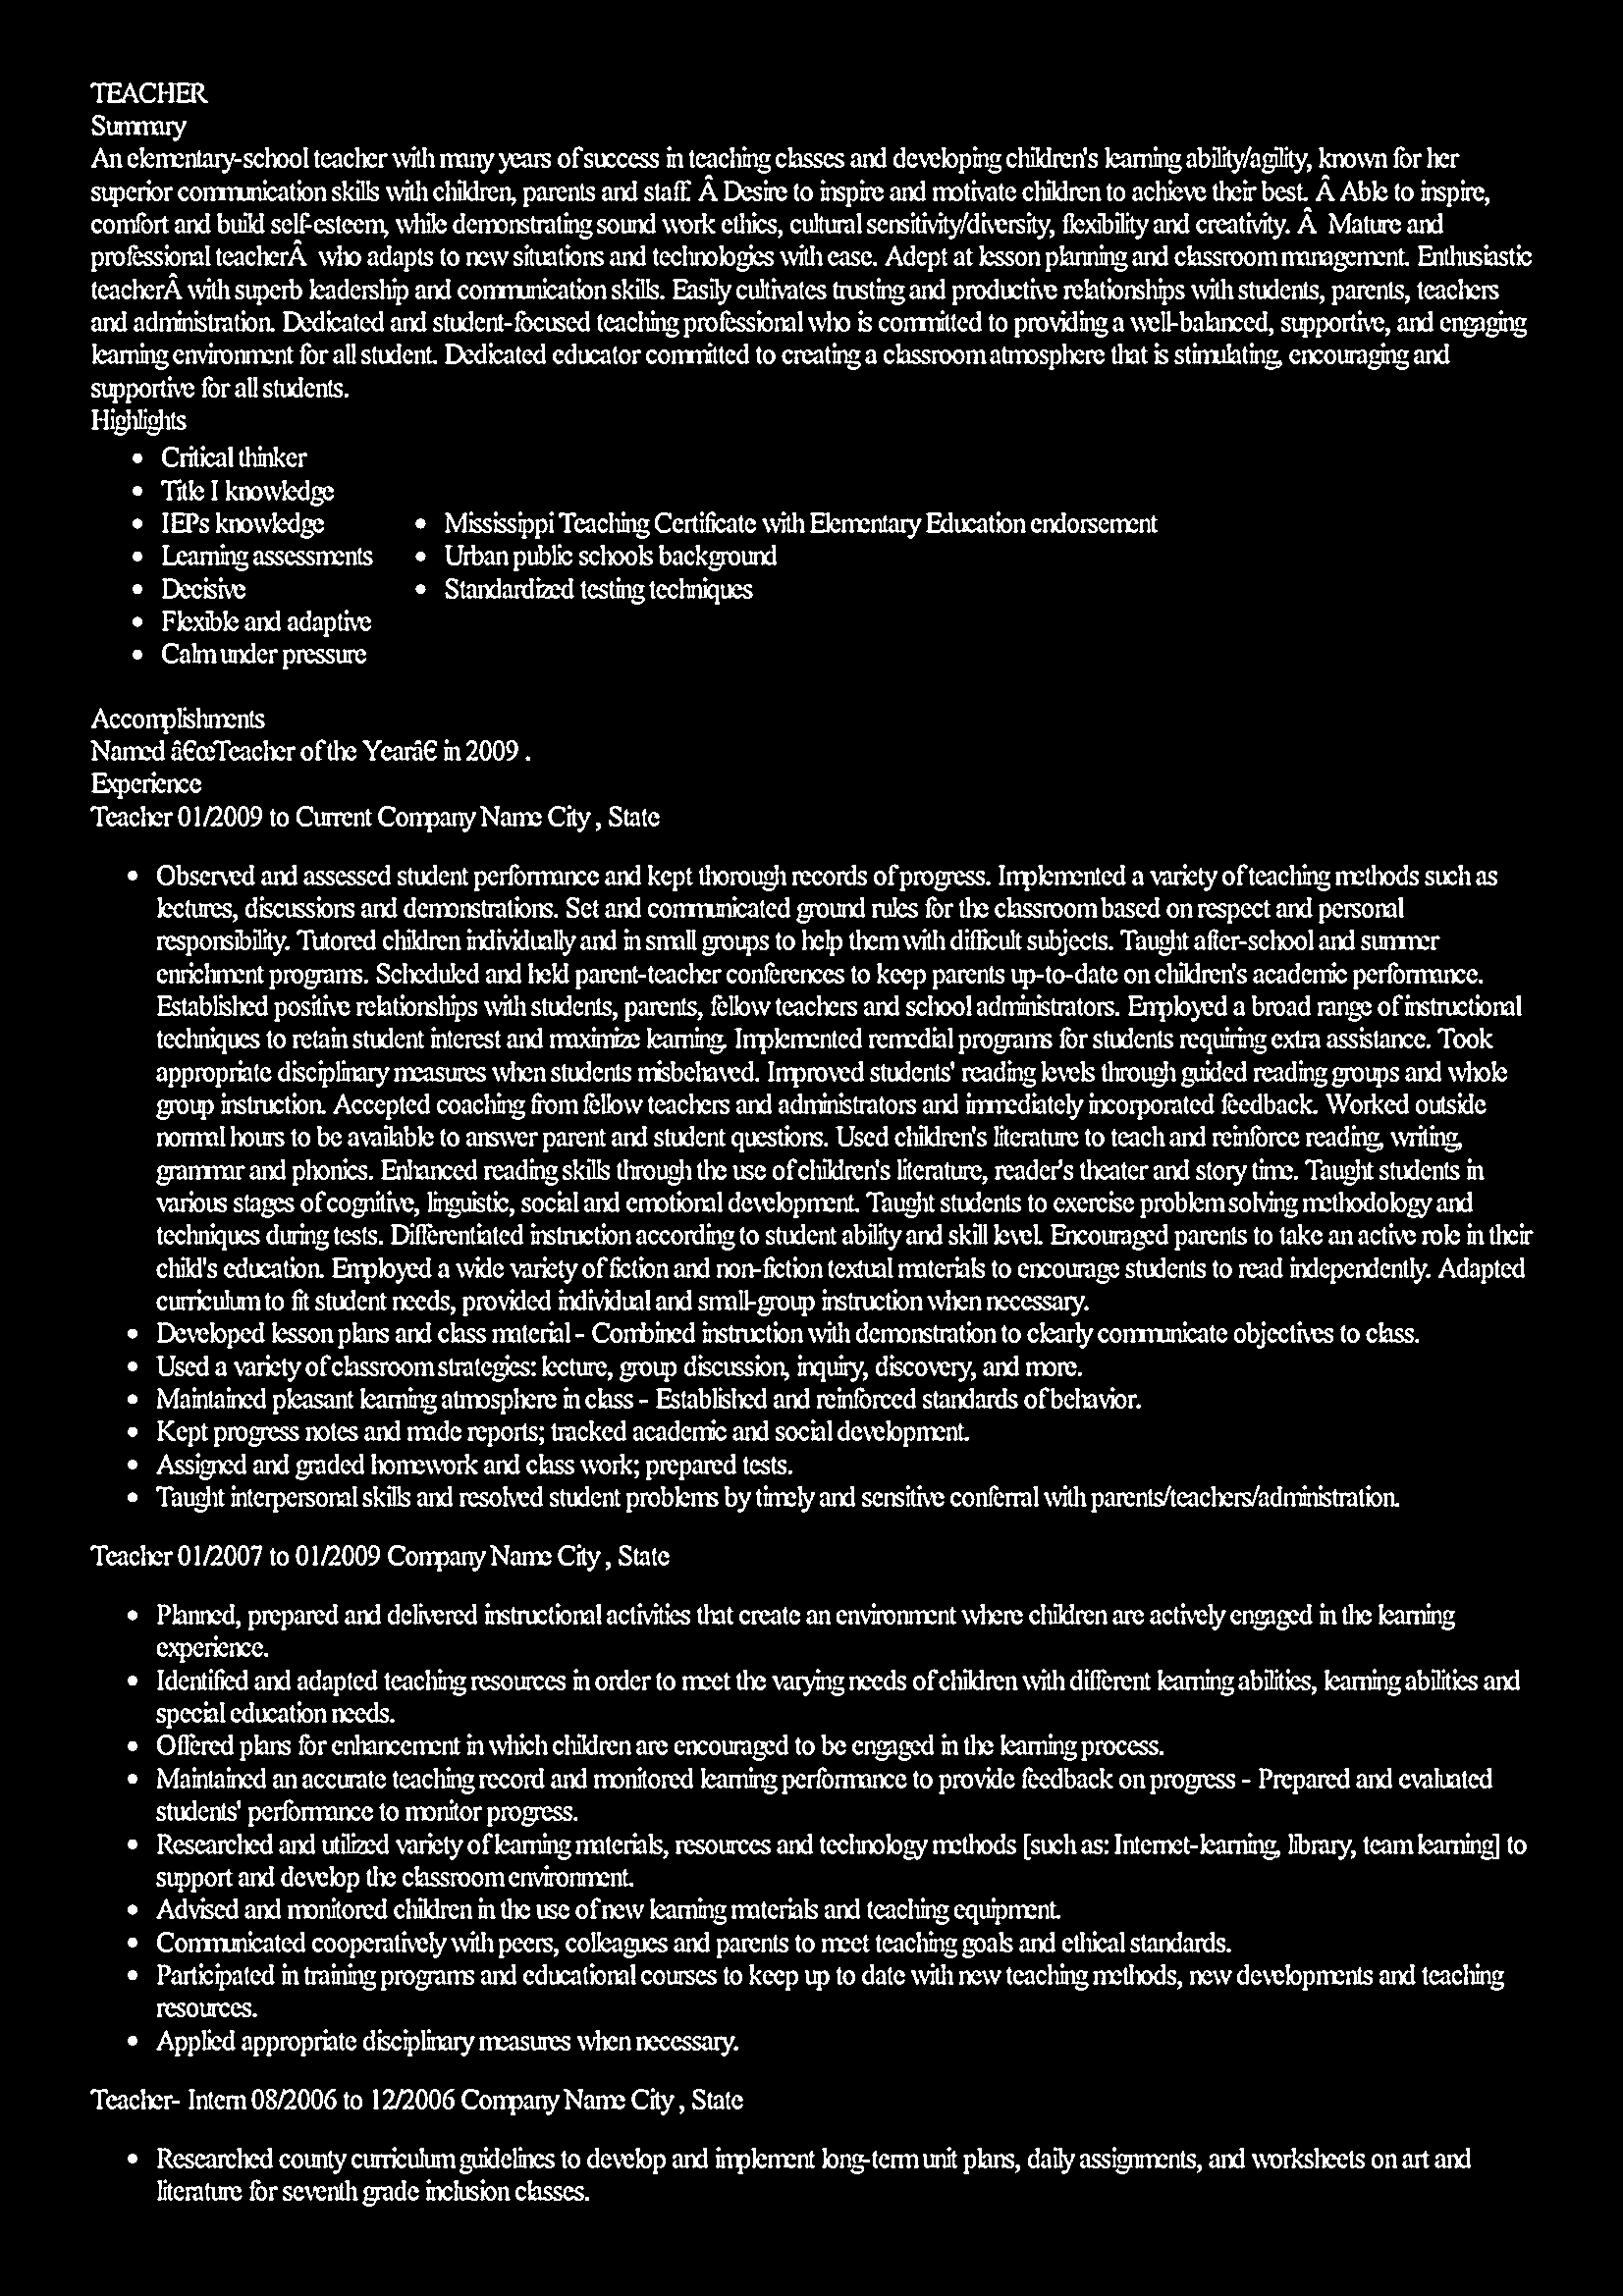 TEACHER
Summary
An elementary-school teacher with many years of success in teaching classes and developing children's learning ability/agility, known for her
superior communication skills with children, parents and staff. Â Desire to inspire and motivate children to achieve their best. Â Able to inspire,
comfort and build self-esteem, while demonstrating sound work ethics, cultural sensitivity/diversity, flexibility and creativity. Â  Mature and
professional teacherÂ  who adapts to new situations and technologies with ease. Adept at lesson planning and classroom management. Enthusiastic
teacherÂ with superb leadership and communication skills. Easily cultivates trusting and productive relationships with students, parents, teachers
and administration. Dedicated and student-focused teaching professional who is committed to providing a well-balanced, supportive, and engaging
learning environment for all student. Dedicated educator committed to creating a classroom atmosphere that is stimulating, encouraging and
supportive for all students.
Highlights
• Critical thinker
• Title I knowledge
• IEPs knowledge
• Learning assessments
• Decisive
• Flexible and adaptive
• Calm under pressure
• Mississippi Teaching Certificate with Elementary Education endorsement
• Urban public schools background
• Standardized testing techniques
Accomplishments
Named â€œTeacher of the Yearâ€ in 2009 .
Experience
Teacher 01/2009 to Current Company Name City , State
• Observed and assessed student performance and kept thorough records of progress. Implemented a variety of teaching methods such as
lectures, discussions and demonstrations. Set and communicated ground rules for the classroom based on respect and personal
responsibility. Tutored children individually and in small groups to help them with difficult subjects. Taught after-school and summer
enrichment programs. Scheduled and held parent-teacher conferences to keep parents up-to-date on children's academic performance.
Established positive relationships with students, parents, fellow teachers and school administrators. Employed a broad range of instructional
techniques to retain student interest and maximize learning. Implemented remedial programs for students requiring extra assistance. Took
appropriate disciplinary measures when students misbehaved. Improved students' reading levels through guided reading groups and whole
group instruction. Accepted coaching from fellow teachers and administrators and immediately incorporated feedback. Worked outside
normal hours to be available to answer parent and student questions. Used children's literature to teach and reinforce reading, writing,
grammar and phonics. Enhanced reading skills through the use of children's literature, reader's theater and story time. Taught students in
various stages of cognitive, linguistic, social and emotional development. Taught students to exercise problem solving methodology and
techniques during tests. Differentiated instruction according to student ability and skill level. Encouraged parents to take an active role in their
child's education. Employed a wide variety of fiction and non-fiction textual materials to encourage students to read independently. Adapted
curriculum to fit student needs, provided individual and small-group instruction when necessary.
• Developed lesson plans and class material - Combined instruction with demonstration to clearly communicate objectives to class.
• Used a variety of classroom strategies: lecture, group discussion, inquiry, discovery, and more.
• Maintained pleasant learning atmosphere in class - Established and reinforced standards of behavior.
• Kept progress notes and made reports; tracked academic and social development.
• Assigned and graded homework and class work; prepared tests.
• Taught interpersonal skills and resolved student problems by timely and sensitive conferral with parents/teachers/administration.
Teacher 01/2007 to 01/2009 Company Name City , State
• Planned, prepared and delivered instructional activities that create an environment where children are actively engaged in the learning
experience.
• Identified and adapted teaching resources in order to meet the varying needs of children with different learning abilities, learning abilities and
special education needs.
• Offered plans for enhancement in which children are encouraged to be engaged in the learning process.
• Maintained an accurate teaching record and monitored learning performance to provide feedback on progress - Prepared and evaluated
students' performance to monitor progress.
• Researched and utilized variety of learning materials, resources and technology methods [such as: Internet-learning, library, team learning] to
support and develop the classroom environment.
• Advised and monitored children in the use of new learning materials and teaching equipment.
• Communicated cooperatively with peers, colleagues and parents to meet teaching goals and ethical standards.
• Participated in training programs and educational courses to keep up to date with new teaching methods, new developments and teaching
resources.
• Applied appropriate disciplinary measures when necessary.
Teacher- Intern 08/2006 to 12/2006 Company Name City , State
• Researched county curriculum guidelines to develop and implement long-term unit plans, daily assignments, and worksheets on art and
literature for seventh grade inclusion classes.